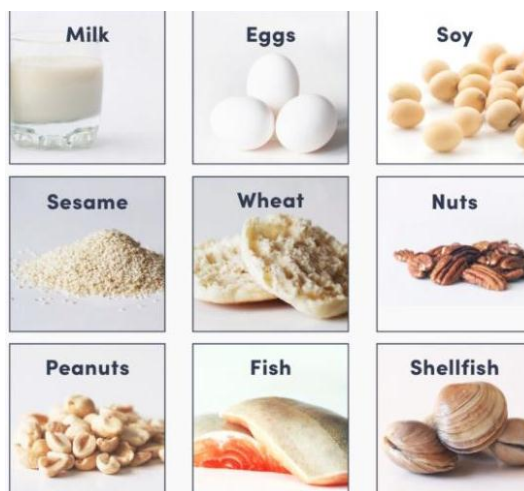 Milk
Eggs
Soy
Sesame
Wheat
Nuts
Peanuts
Fish
Shellfish